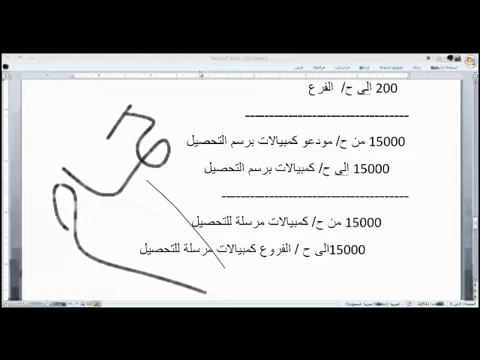 200 الى ح/ الفرع
--------------------------------
15000 من ح/ مودعو كمبيالات برسم التحصيل
15000 الى ح/ كمبيالات برسم التحصيل
--------------------------------
15000 من ح/ كمبيالات مرسلة للتحصيل
15000الى ح / الفروع كمبيالات مرسلة للتحصيل